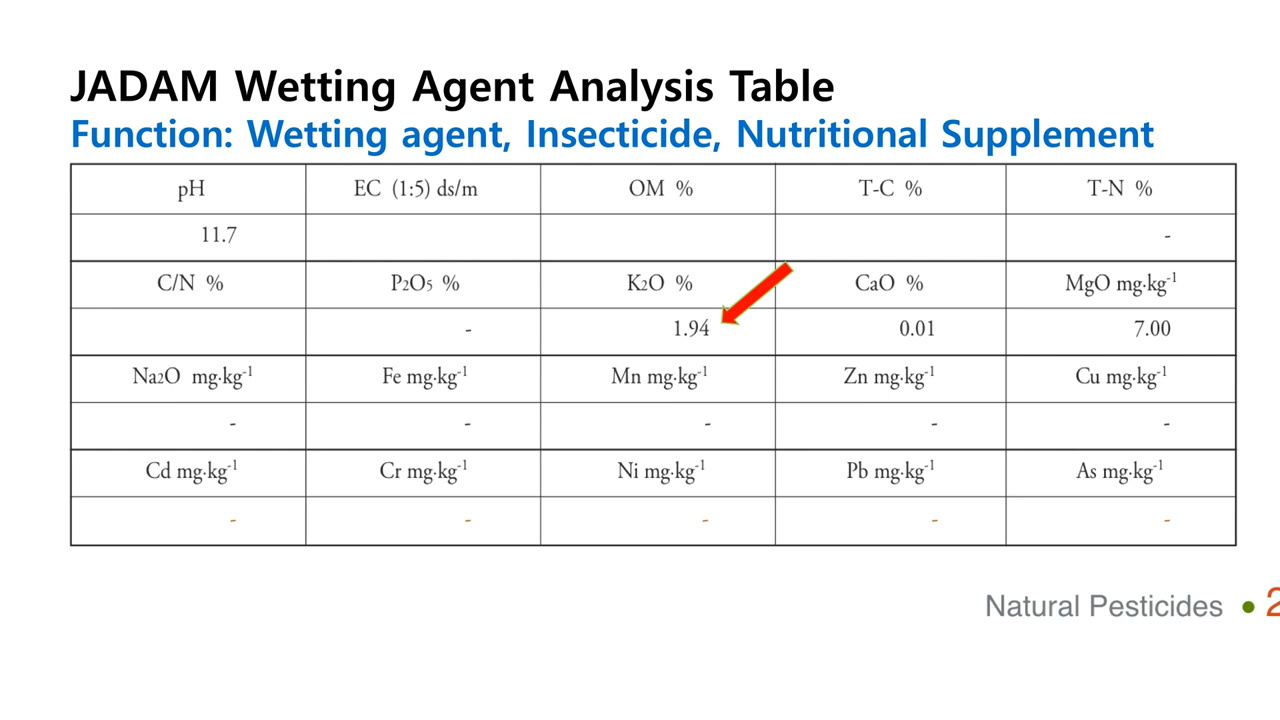 JADAM Wetting Agent Analysis Table
Function: Wetting agent, Insecticide, Nutritional Supplement
pH EC (1:5) ds/m OM % T-C % T-N %
11.7 -
C/N % P2O5 % K2O % CaO % MgO mg·kg-1
- 1.94 0.01 7.00
Na2O mg·kg-1 Fe mg·kg-1 Mn mg·kg-1 Zn mg·kg-1 Cu mg·kg-1
- - - - -
Cd mg·kg-1 Cr mg·kg-1 Ni mg·kg-1 Pb mg·kg-1 As mg·kg-1
- - - - -
Natural Pesticides • 2